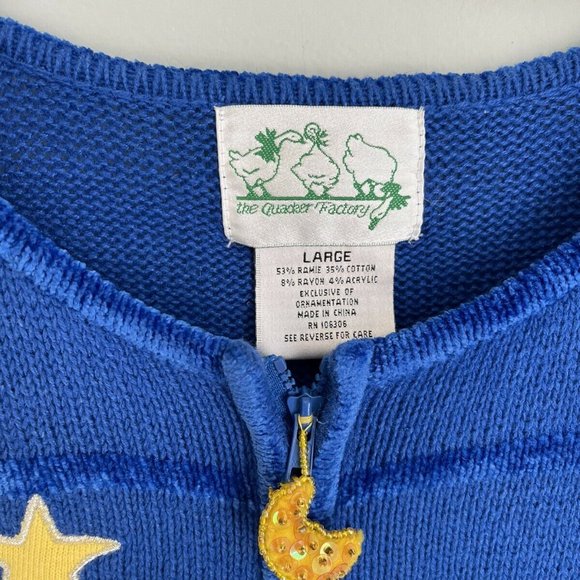 the Quacker Factory
LARGE
53% RAMIE 35% COTTON
8% RAYON 4% ACRYLIC
EXCLUSIVE OF
ORNAMENTATION
MADE IN CHINA
RN 106306
SEE REVERSE FOR CARE